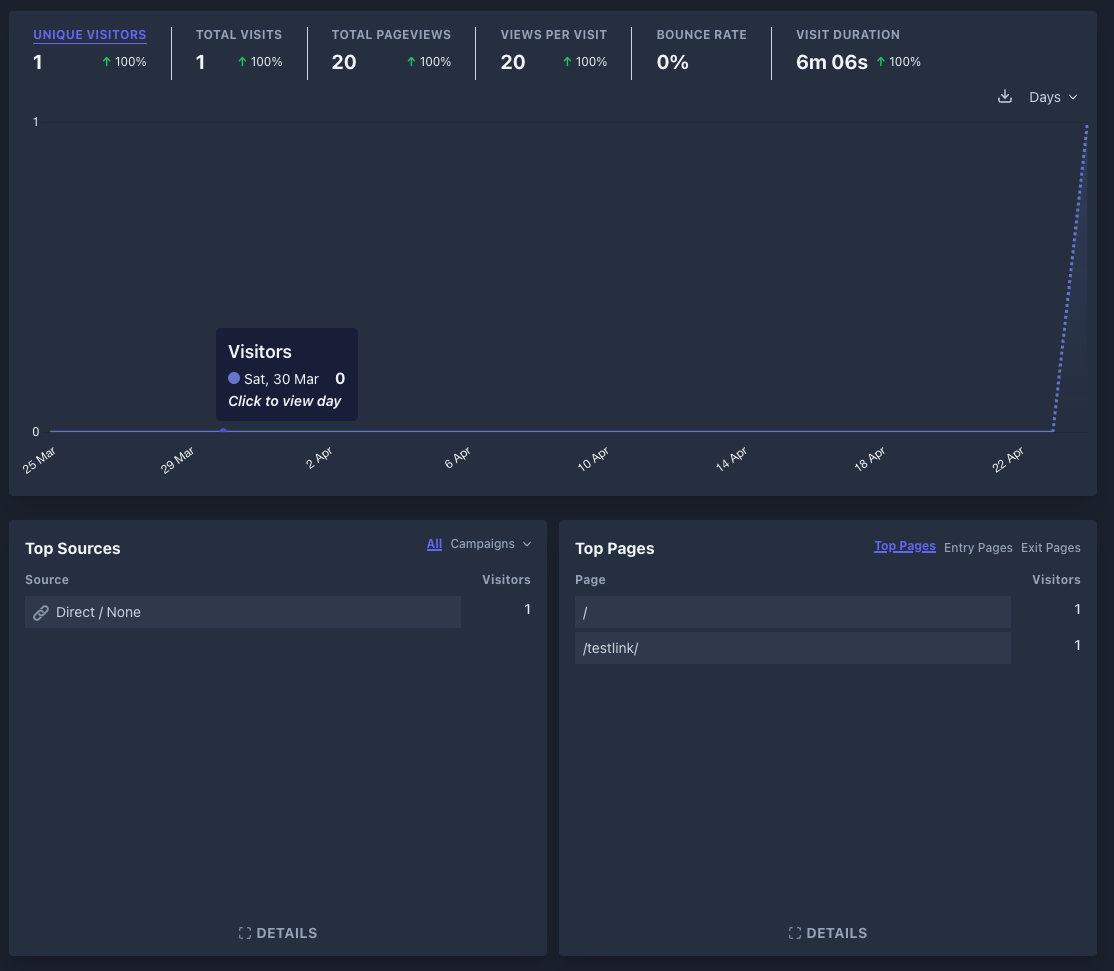 UNIQUE VISITORS TOTAL VISITS TOTAL PAGEVIEWS VIEWS PER VISIT BOUNCE RATE VISIT DURATION
1 ↑ 100% 1 ↑ 100% 20 ↑ 100% 20 ↑ 100% 0% 6m 06s ↑ 100%
Days
1
Visitors
Sat, 30 Mar 0
Click to view day
0
25 Mar 29 Mar 2 Apr 6 Apr 10 Apr 14 Apr 18 Apr 22 Apr
Top Sources All Campaigns
Source Visitors
Direct / None 1
DETAILS
Top Pages Top Pages Entry Pages Exit Pages
Page Visitors
/ 1
/testlink/ 1
DETAILS